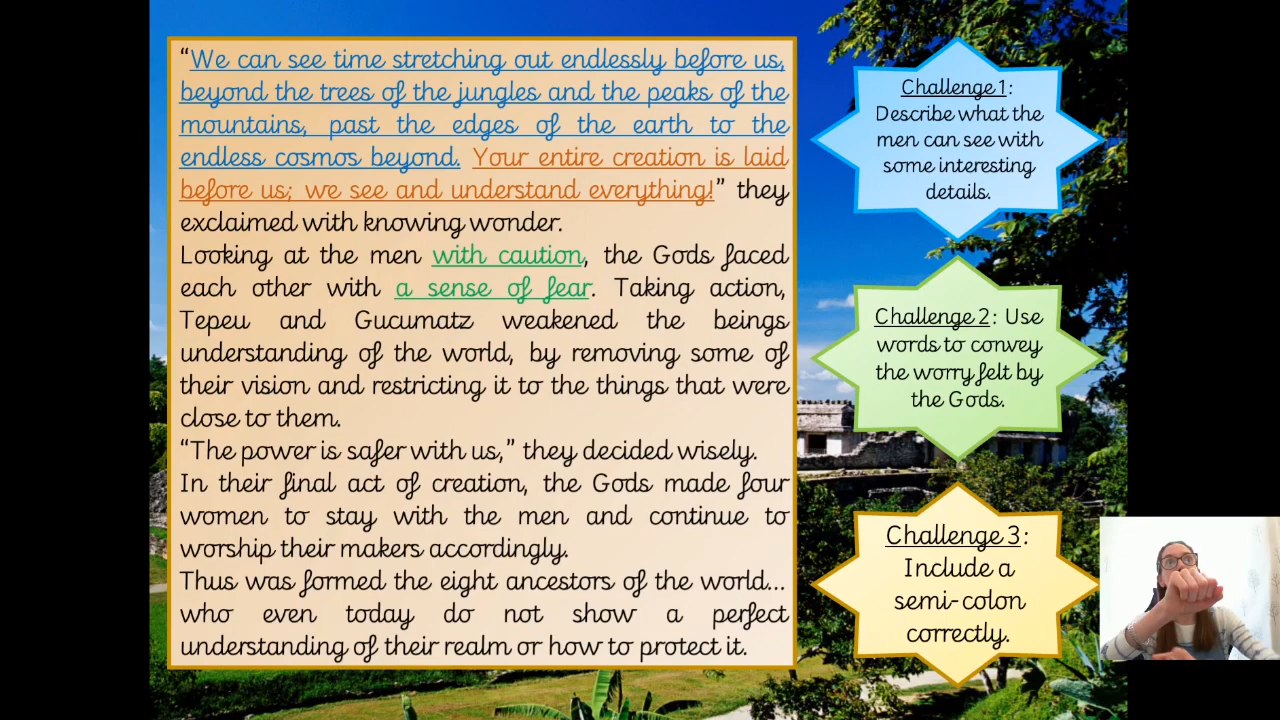 “We can see time stretching out endlessly before us,
beyond the trees of the jungles and the peaks of the
mountains, past the edges of the earth to the
endless cosmos beyond. Your entire creation is laid
before us; we see and understand everything!” they
exclaimed with knowing wonder.
Looking at the men with caution, the Gods faced
each other with a sense of fear. Taking action,
Tepeu and Gucumatz weakened the beings
understanding of the world, by removing some of
their vision and restricting it to the things that were
close to them.
“The power is safer with us,” they decided wisely.
In their final act of creation, the Gods made four
women to stay with the men and continue to
worship their makers accordingly.
Thus was formed the eight ancestors of the world...
who even today do not show a perfect
understanding of their realm or how to protect it.
Challenge 1:
Describe what the
men can see with
some interesting
details.
Challenge 2: Use
words to convey
the worry felt by
the Gods.
Challenge 3:
Include a
semi-colon
correctly.